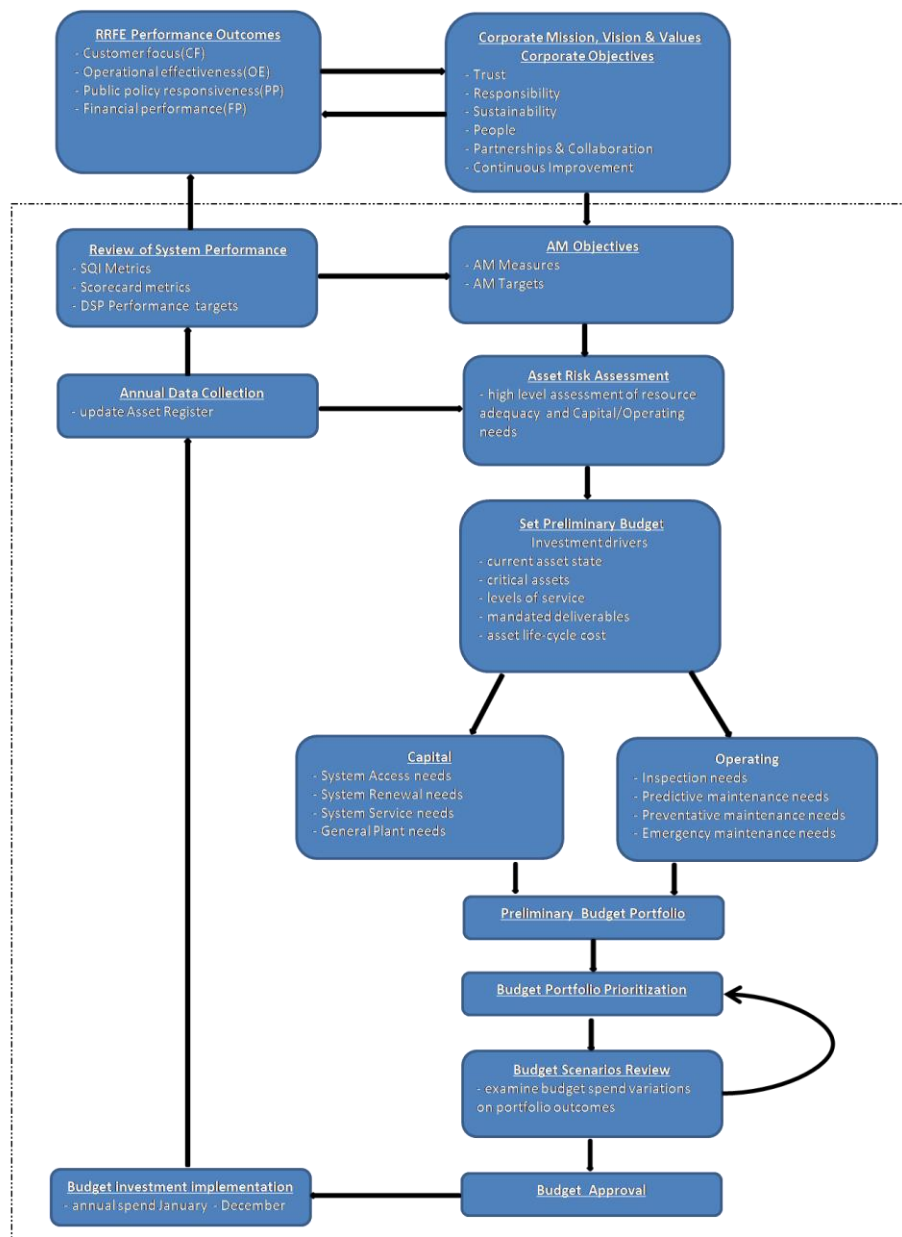 RRFE Performance Outcomes
- Customer focus(CF)
- Operational effectiveness(OE)
- Public policy responsiveness(PP)
- Financial performance(FP)
Corporate Mission, Vision & Values
Corporate Objectives
- Trust
- Responsibility
- Sustainability
- People
- Partnerships & Collaboration
- Continuous Improvement
Review of System Performance
- SQI Metrics
- Scorecard metrics
- DSP Performance targets
AM Objectives
- AM Measures
- AM Targets
Annual Data Collection
- update Asset Register
Asset Risk Assessment
- high level assessment of resource
adequacy and Capital/Operating
needs
Set Preliminary Budget
Investment drivers
- current asset state
- critical assets
- levels of service
- mandated deliverables
- asset life-cycle cost
Capital
- System Access needs
- System Renewal needs
- System Service needs
- General Plant needs
Operating
- Inspection needs
- Predictive maintenance needs
- Preventative maintenance needs
- Emergency maintenance needs
Preliminary Budget Portfolio
Budget Portfolio Prioritization
Budget Scenarios Review
- examine budget spend variations
on portfolio outcomes
Budget Investment Implementation
- annual spend January - December
Budget Approval